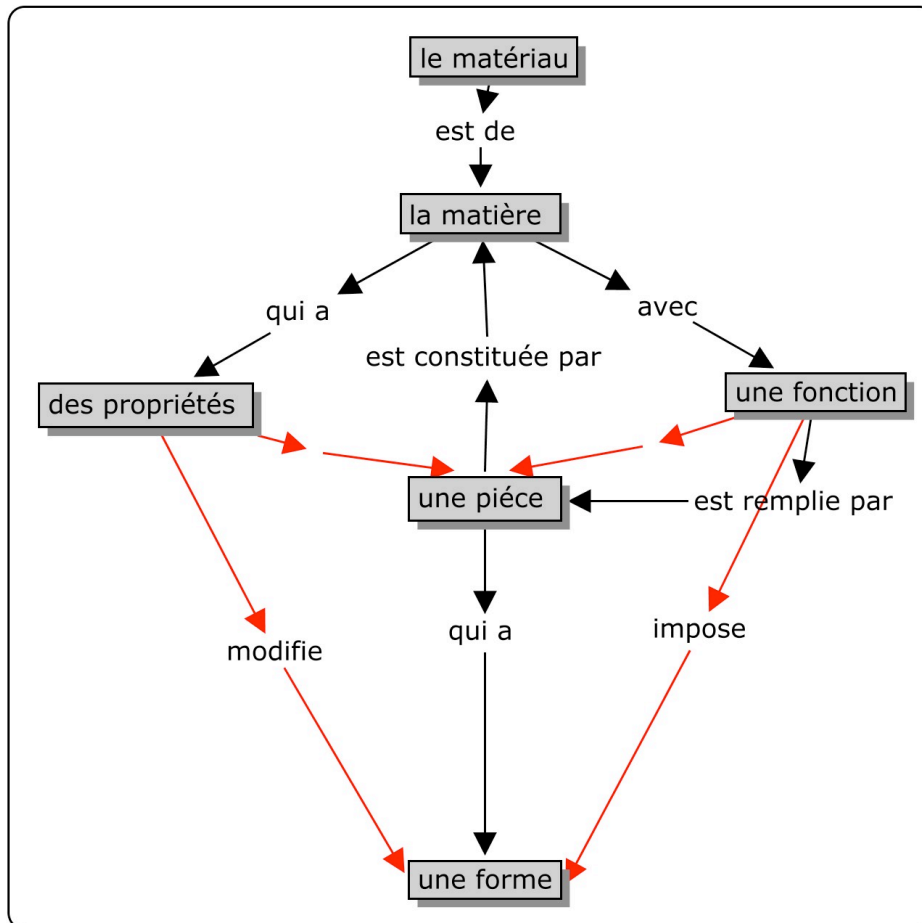 le matériau
est de
la matière
qui a
avec
est constituée par
des propriétés
une fonction
une piéce
est remplie par
qui a
impose
modifie
une forme